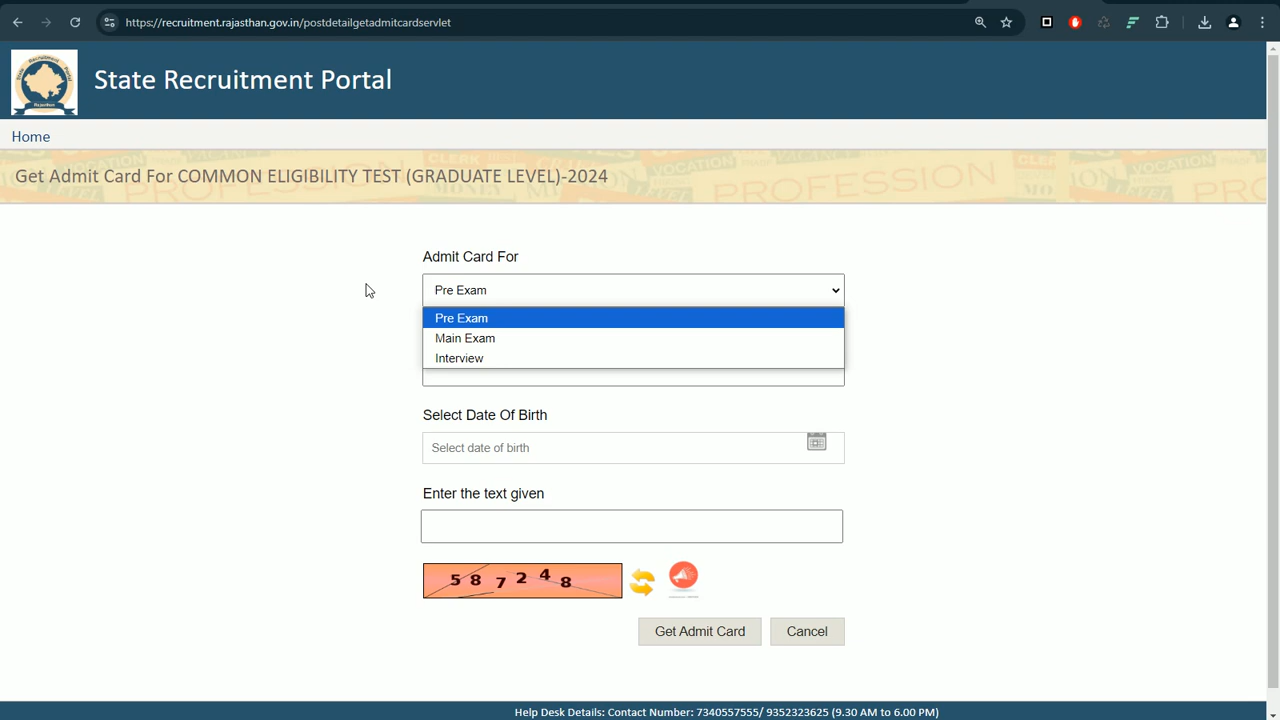 https://recruitment.rajasthan.gov.in/postdetailgetadmitcardservlet
State Recruitment Portal
Home
Get Admit Card For COMMON ELIGIBILITY TEST (GRADUATE LEVEL)-2024
Admit Card For
Pre Exam
Pre Exam
Main Exam
Interview
Select Date Of Birth
Select date of birth
Enter the text given
5 8 7 2 4 8
Get Admit Card
Cancel
Help Desk Details: Contact Number: 7340557555/ 9352323625 (9.30 AM to 6.00 PM)